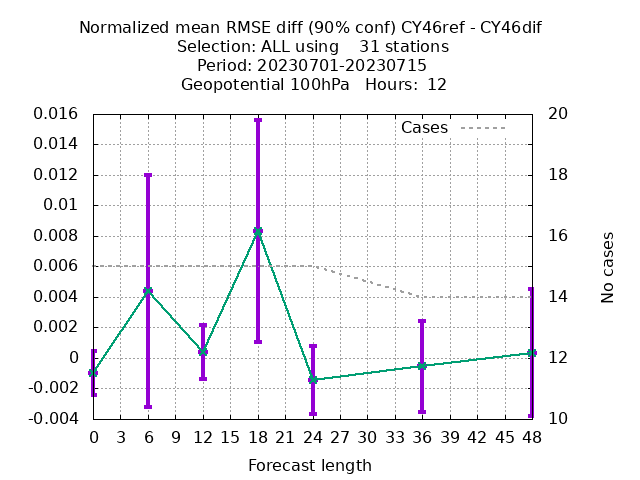 Normalized mean RMSE diff (90% conf) CY46ref - CY46dif
Selection: ALL using    31 stations
Period: 20230701-20230715
Geopotential 100hPa   Hours:  12
Cases
0.016
0.014
0.012
0.01
0.008
0.006
0.004
0.002
0
-0.002
-0.004
20
18
16
14
12
10
No cases
0 3 6 9 12 15 18 21 24 27 30 33 36 39 42 45 48
Forecast length